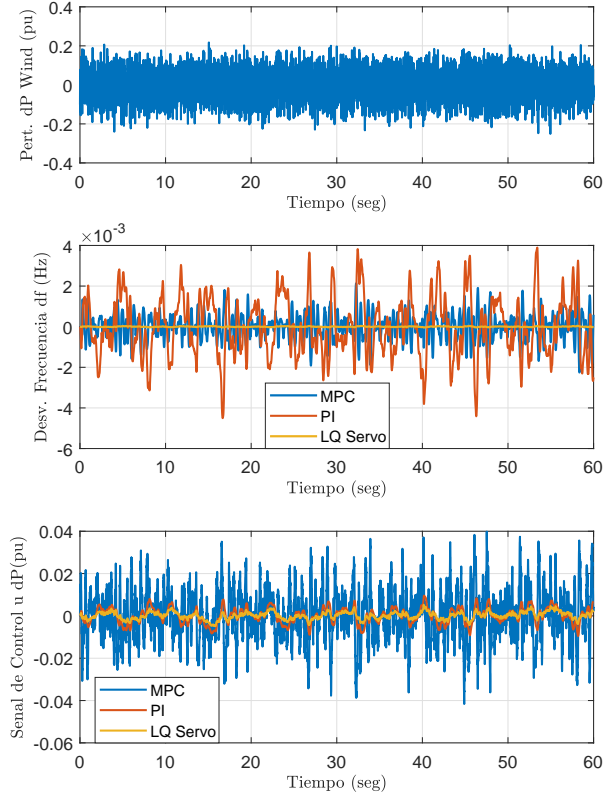 0.4
0.2
0
-0.2
-0.4
Pert. dP Wind (pu)
0 10 20 30 40 50 60
Tiempo (seg)
×10⁻³
4
2
0
-2
-4
-6
Desv. Frecuencia df (Hz)
MPC
PI
LQ Servo
0 10 20 30 40 50 60
Tiempo (seg)
0.04
0.02
0
-0.02
-0.04
-0.06
Senal de Control u dP(pu)
MPC
PI
LQ Servo
0 10 20 30 40 50 60
Tiempo (seg)